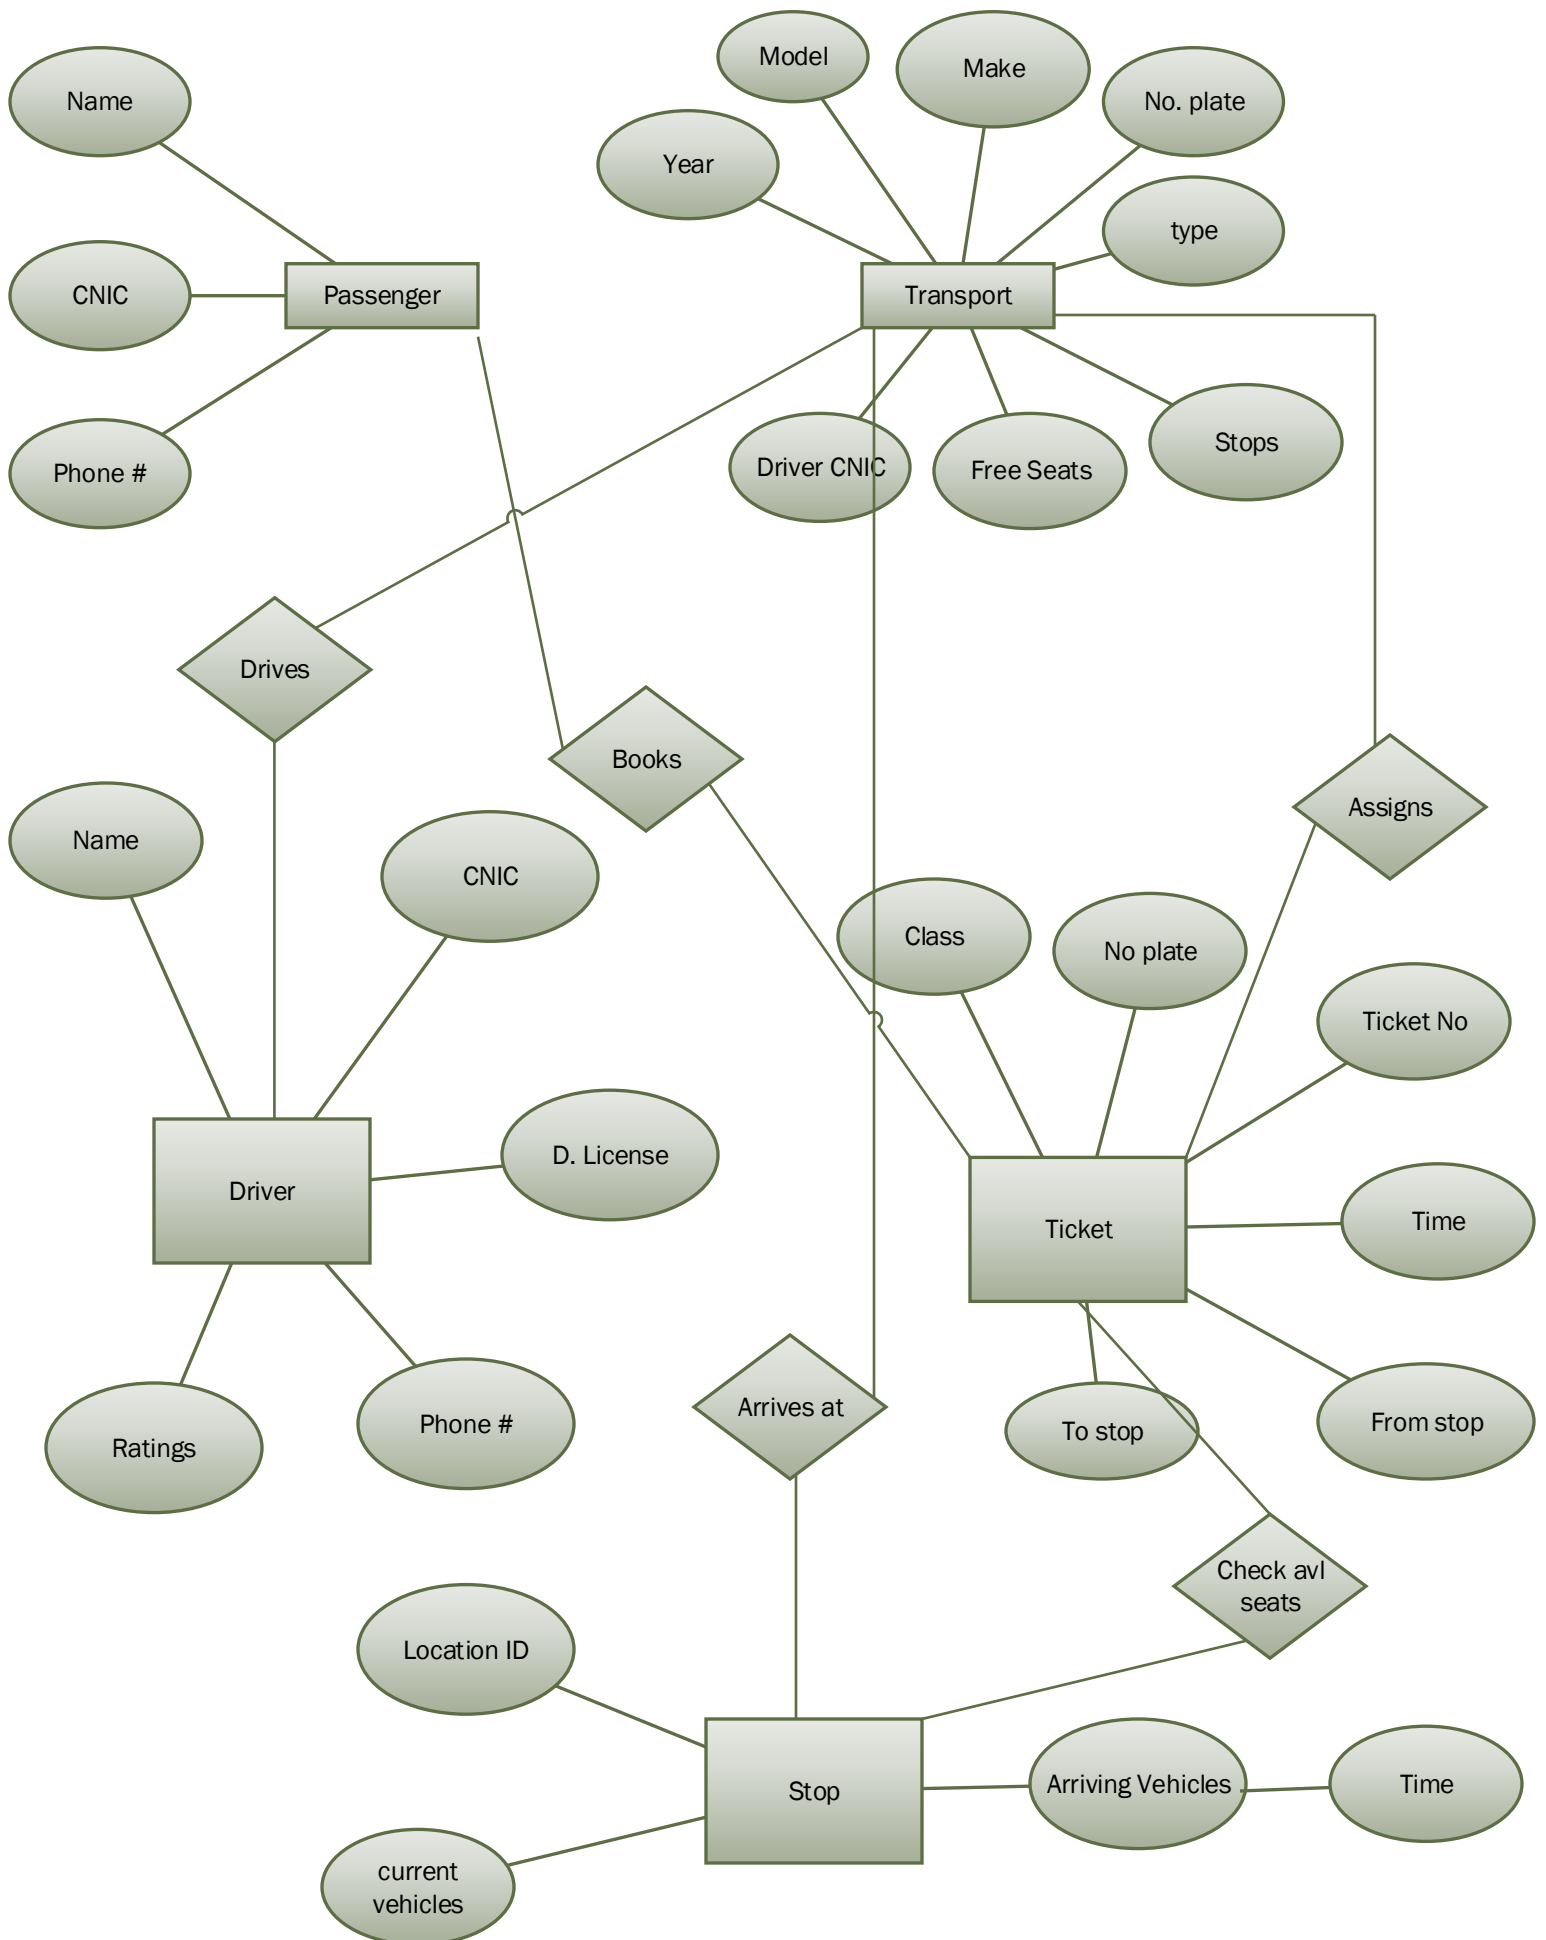 Model
Make
Name
No. plate
Year
type
CNIC
Passenger
Transport
Stops
Driver CNIC
Free Seats
Phone #
Drives
Books
Assigns
Name
CNIC
Class
No plate
Ticket No
D. License
Driver
Ticket
Time
Arrives at
Phone #
To stop
From stop
Ratings
Check avl
seats
Location ID
Stop
Arriving Vehicles
Time
current
vehicles